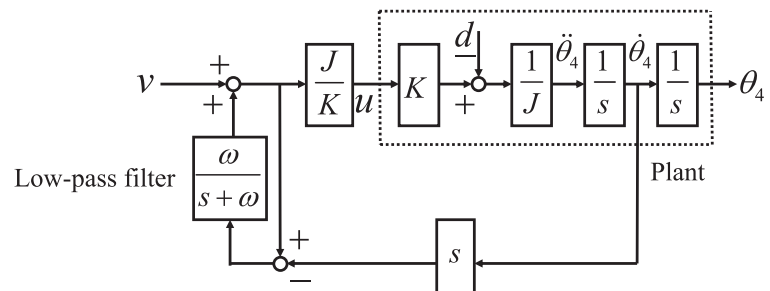 v
+
+
J
K
u
K
d
−
+
1
J
θ̈₄
1
s
θ̇₄
1
s
θ₄
Low-pass filter
ω
s + ω
Plant
+
−
s